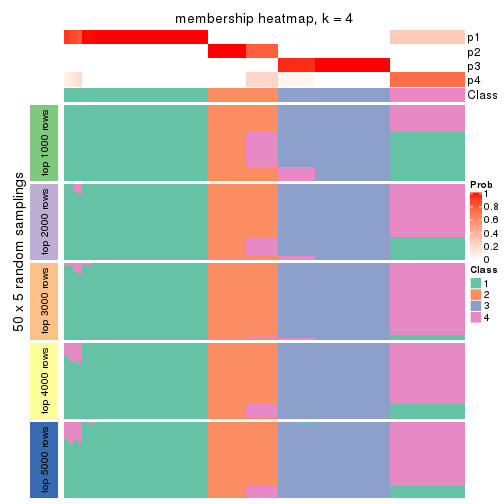 membership heatmap, k = 4
p1
p2
p3
p4
Class
50 x 5 random samplings
top 1000 rows
top 2000 rows
top 3000 rows
top 4000 rows
top 5000 rows
Prob
1
0.8
0.6
0.4
0.2
0
Class
1
2
3
4